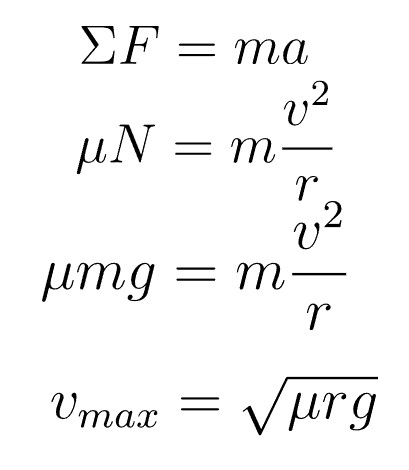 ΣF = ma
μN = m v²/r
μmg = m v²/r
v_max = √(μrg)